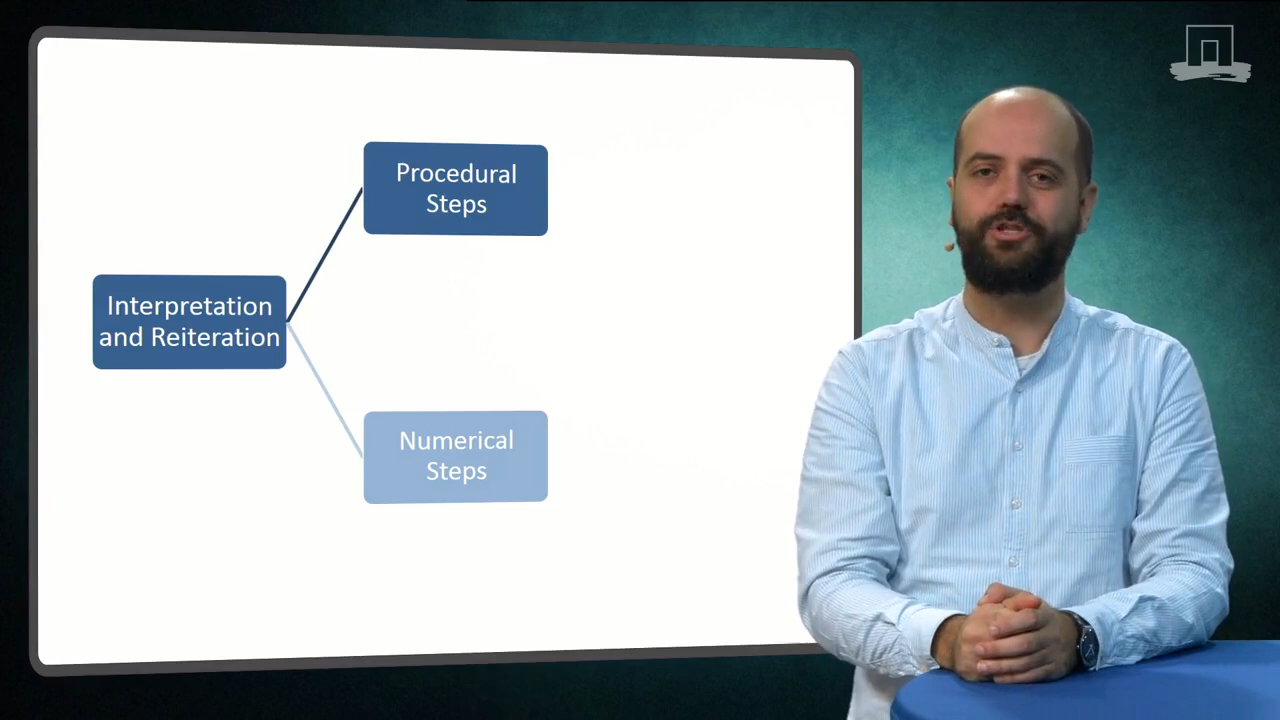 Procedural
Steps
Interpretation
and Reiteration
Numerical
Steps